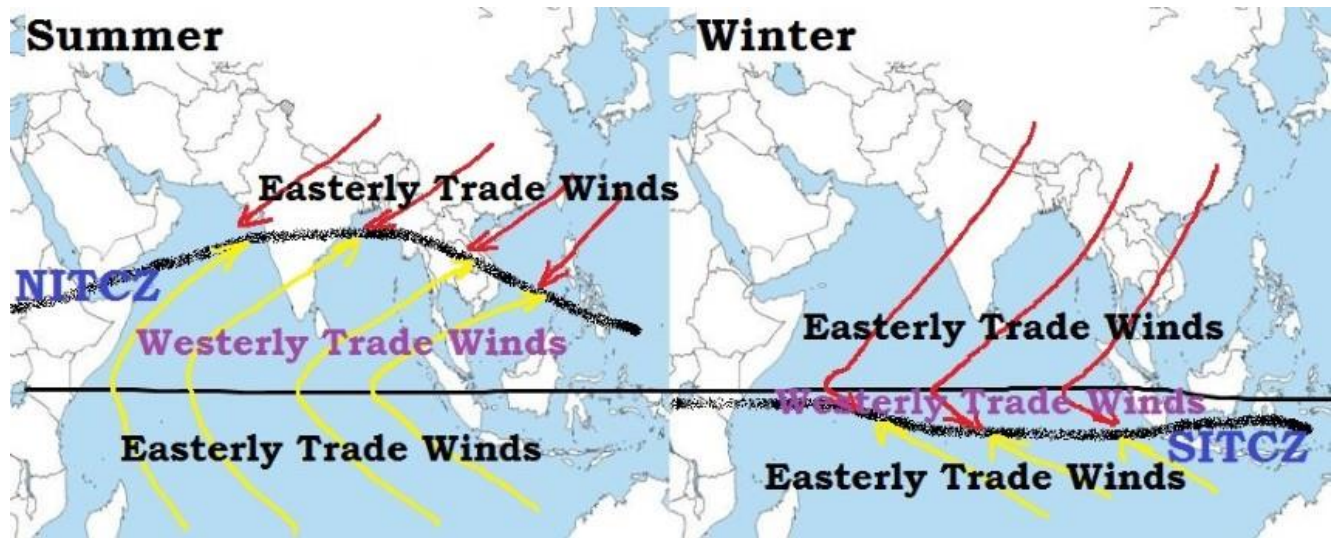 Summer
Easterly Trade Winds
NITCZ
Westerly Trade Winds
Easterly Trade Winds
Winter
Easterly Trade Winds
Westerly Trade Winds
SITCZ
Easterly Trade Winds